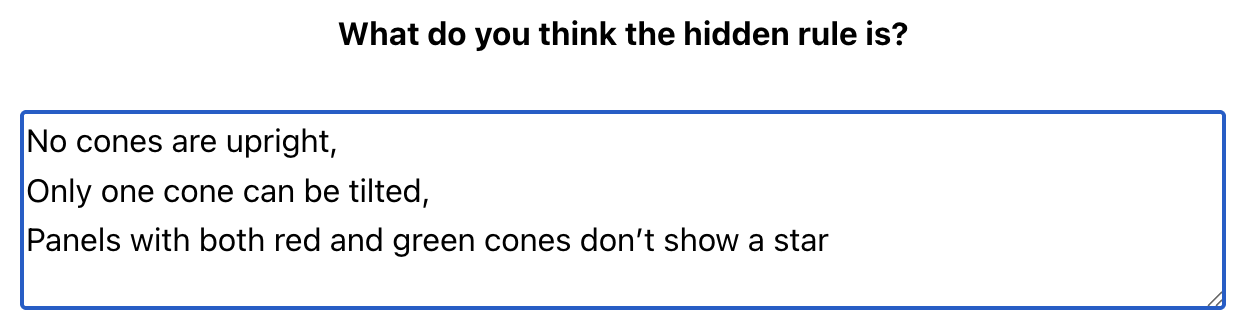 What do you think the hidden rule is?
No cones are upright,
Only one cone can be tilted,
Panels with both red and green cones don’t show a star